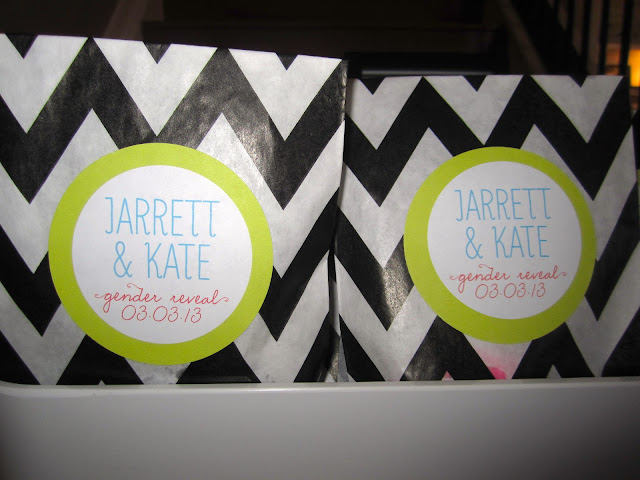 JARRETT
& KATE
gender reveal
03.03.13
JARRETT
& KATE
gender reveal
03.03.13